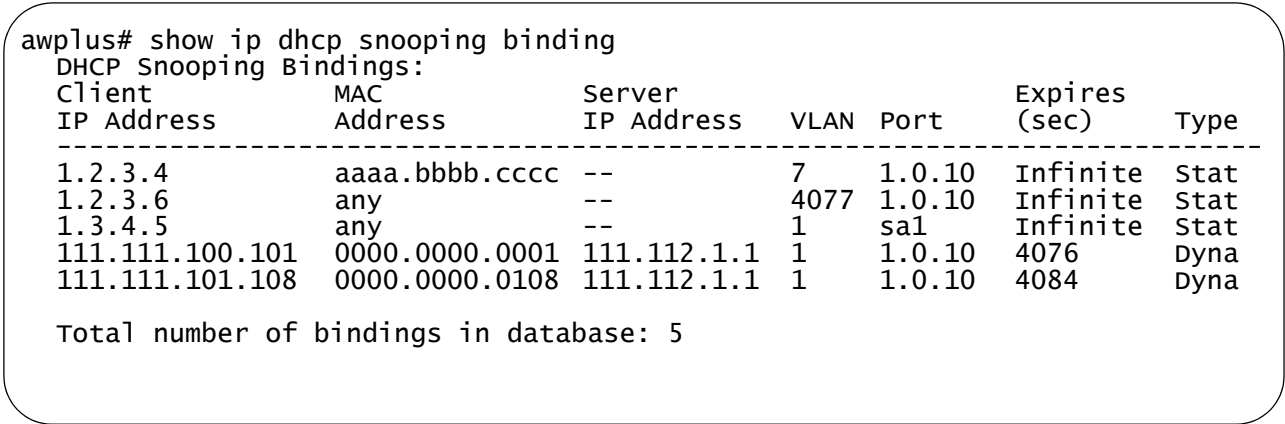 awplus# show ip dhcp snooping binding
DHCP Snooping Bindings:
Client MAC Server Expires
IP Address Address IP Address VLAN Port (sec) Type
--------------------------------------------------------------------------
1.2.3.4 aaaa.bbbb.cccc -- 7 1.0.10 Infinite Stat
1.2.3.6 any -- 4077 1.0.10 Infinite Stat
1.3.4.5 any -- 1 sa1 Infinite Stat
111.111.100.101 0000.0000.0001 111.112.1.1 1 1.0.10 4076 Dyna
111.111.101.108 0000.0000.0108 111.112.1.1 1 1.0.10 4084 Dyna
Total number of bindings in database: 5